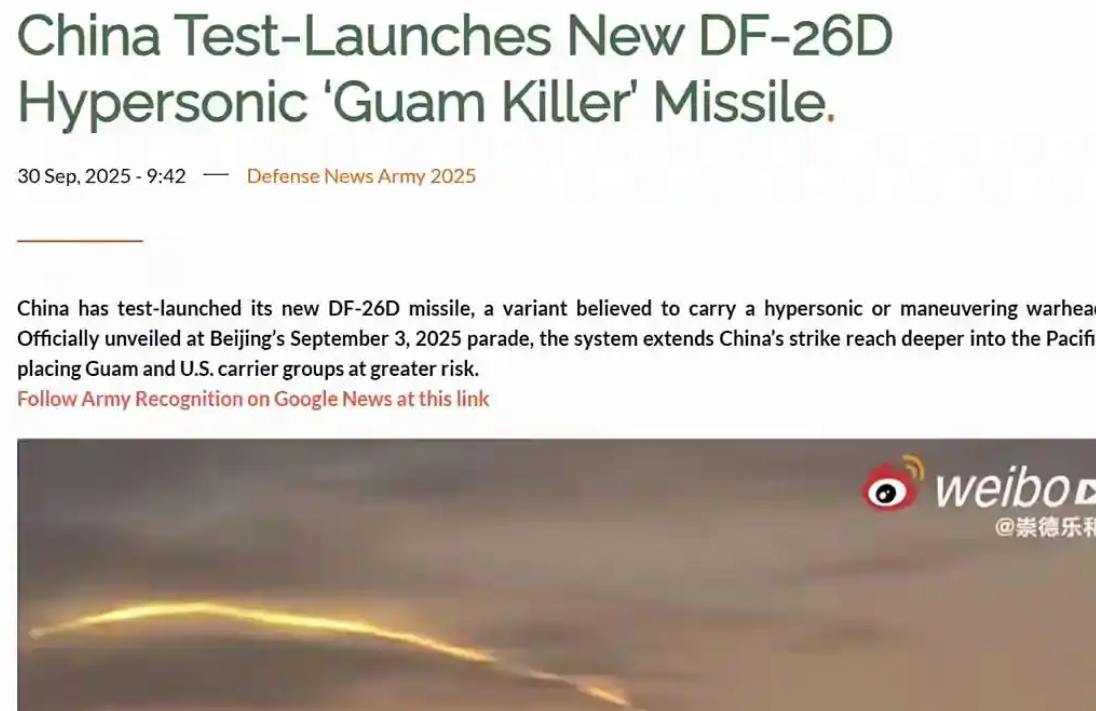 China Test-Launches New DF-26D
Hypersonic ‘Guam Killer’ Missile.
30 Sep, 2025 - 9:42 — Defense News Army 2025
China has test-launched its new DF-26D missile, a variant believed to carry a hypersonic or maneuvering warhea
Officially unveiled at Beijing’s September 3, 2025 parade, the system extends China’s strike reach deeper into the Pacifi
placing Guam and U.S. carrier groups at greater risk.
Follow Army Recognition on Google News at this link
weibo
@崇德乐和